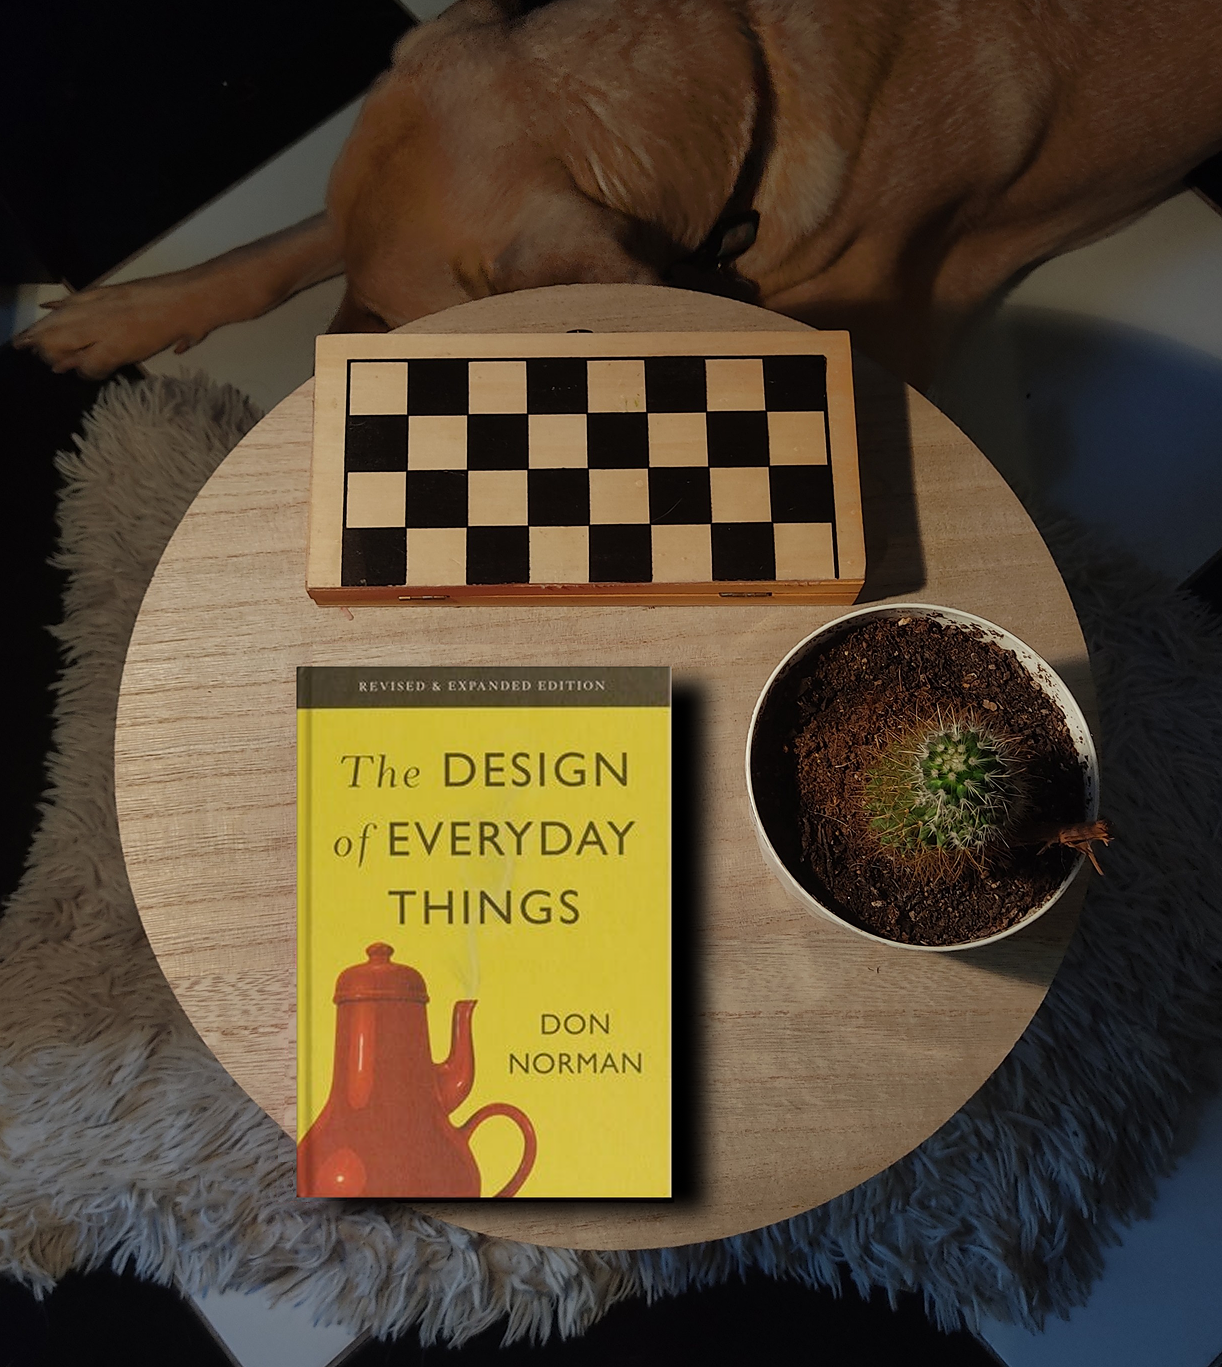 REVISED & EXPANDED EDITION
The DESIGN
of EVERYDAY
THINGS
DON
NORMAN